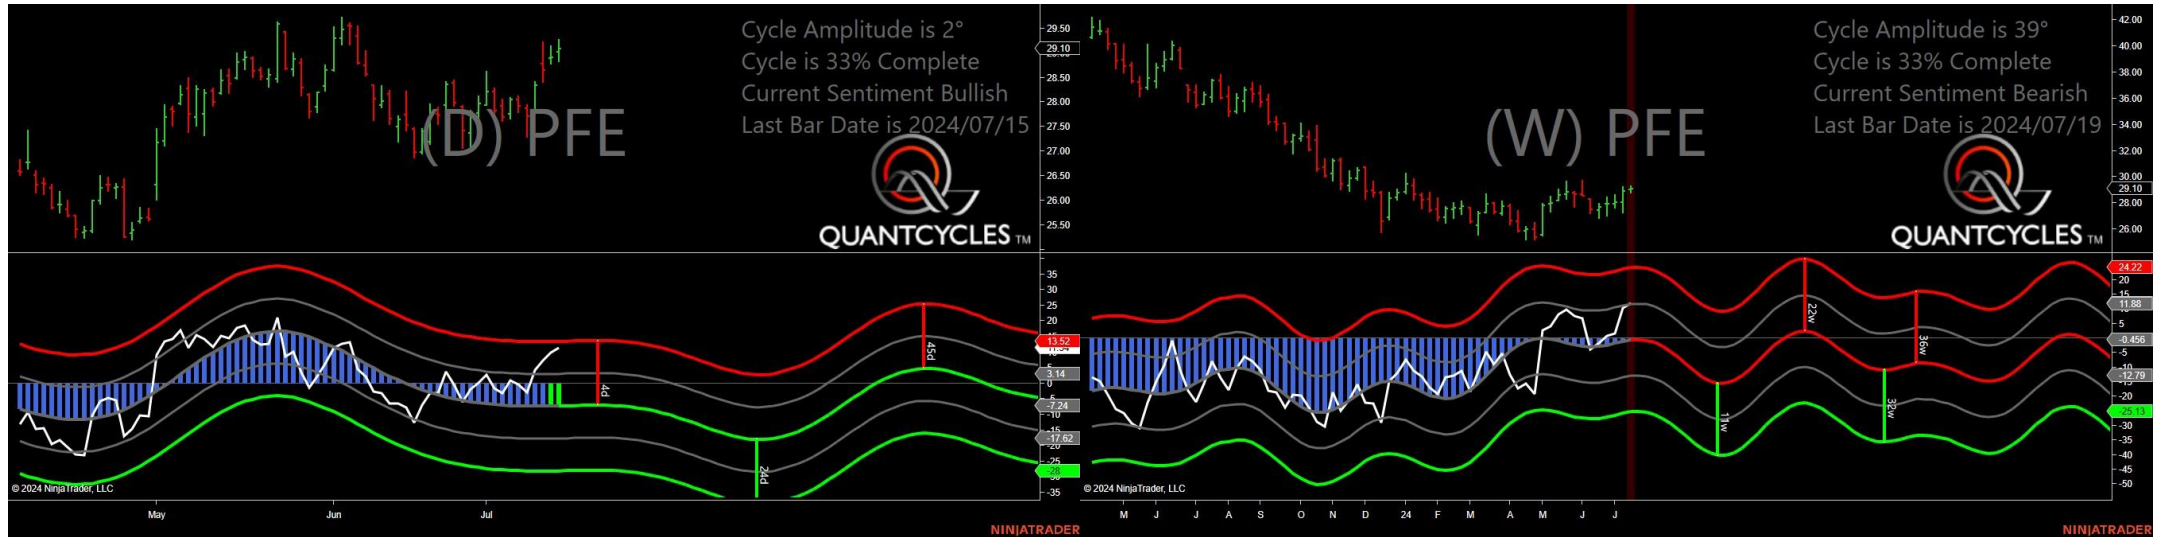 Cycle Amplitude is 2°
Cycle is 33% Complete
Current Sentiment Bullish
Last Bar Date is 2024/07/15
(D) PFE
QUANTCYCLES TM
29.50
29.10
28.50
28.00
27.50
27.00
26.50
26.00
25.50
35
30
25
20
13.52
3.14
0
-7.24
-10
-15
-17.62
-25
-28
-35
4d
24d
45d
© 2024 NinjaTrader, LLC
May Jun Jul
NINJATRADER
Cycle Amplitude is 39°
Cycle is 33% Complete
Current Sentiment Bearish
Last Bar Date is 2024/07/19
(W) PFE
QUANTCYCLES TM
42.00
40.00
38.00
36.00
34.00
32.00
30.00
29.10
28.00
26.00
24.22
20
11.88
5
-0.456
-5
-12.79
-20
-25.13
-30
-35
-40
-45
-50
11w
22w
32w
36w
© 2024 NinjaTrader, LLC
M J J A S O N D 24 F M A M J J
NINJATRADER